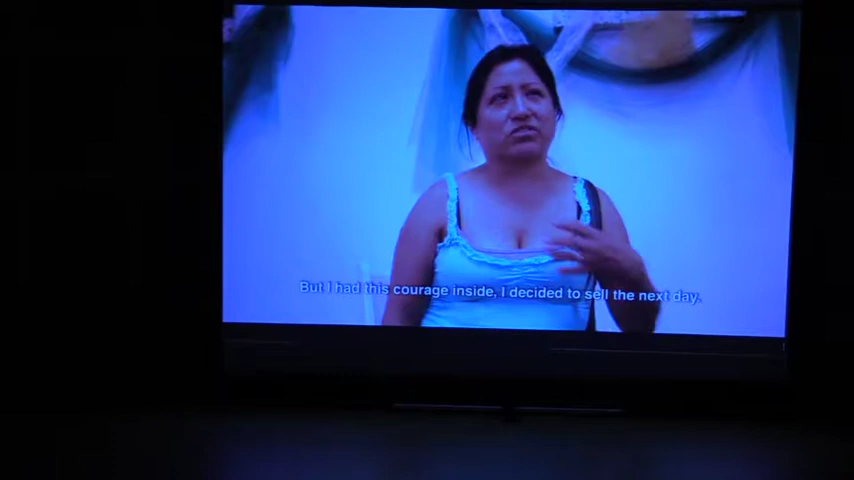 But I had this courage inside, I decided to sell the next day.